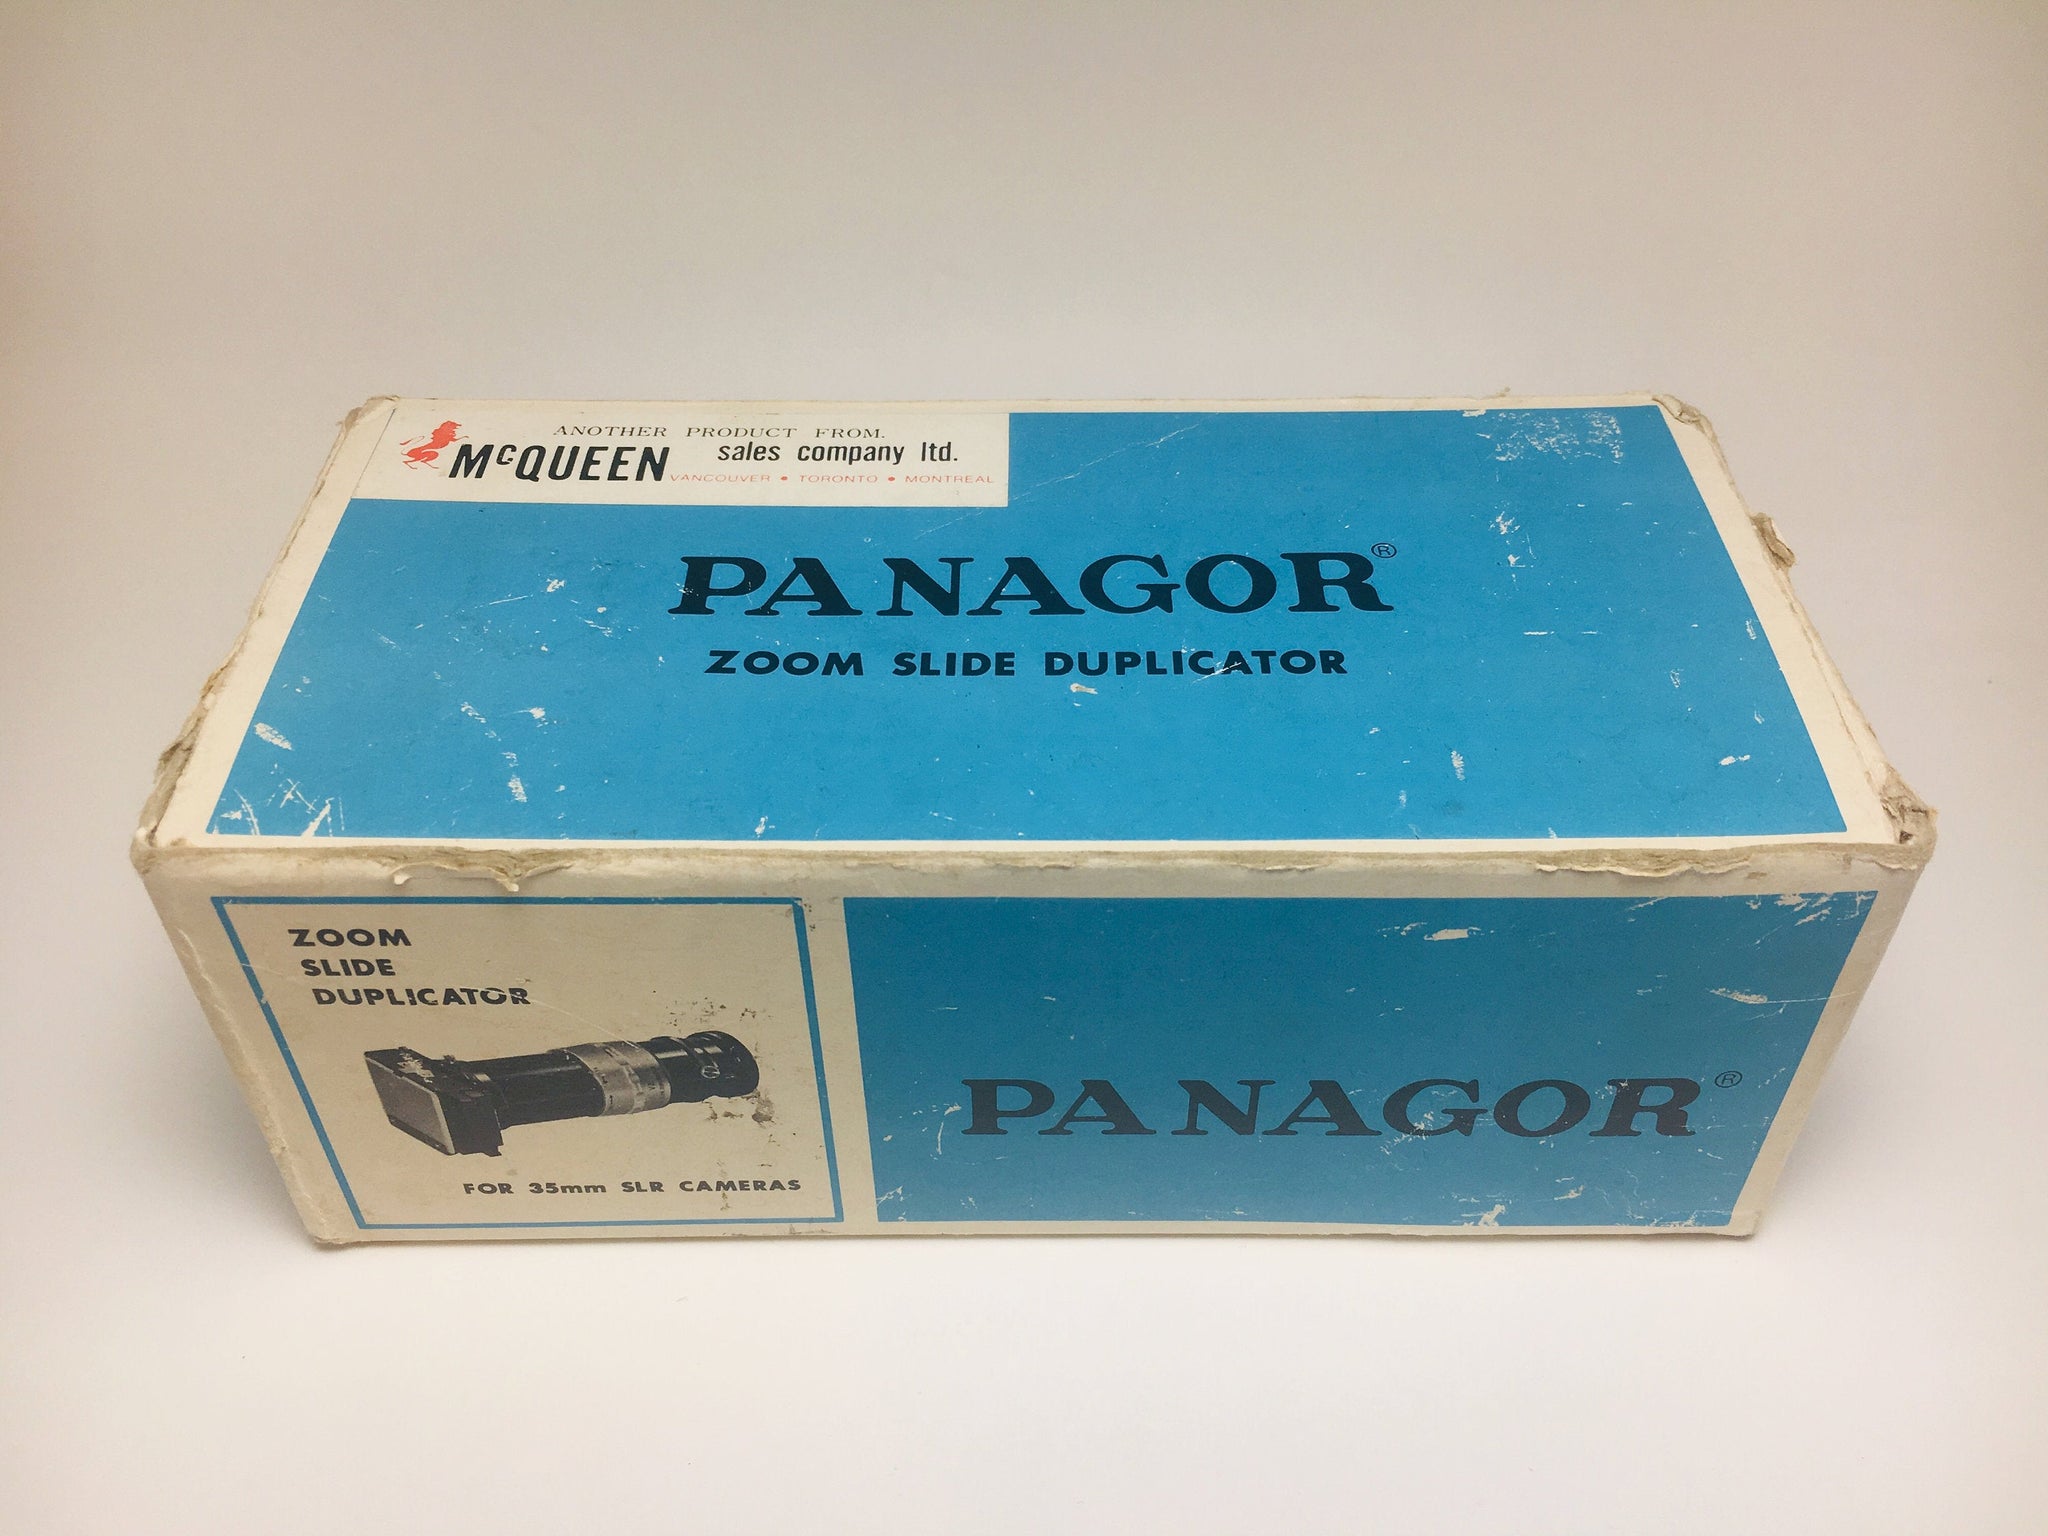 ANOTHER PRODUCT FROM.
McQUEEN sales company ltd.
VANCOUVER • TORONTO • MONTREAL
PANAGOR®
ZOOM SLIDE DUPLICATOR
ZOOM
SLIDE
DUPLICATOR
FOR 35mm SLR CAMERAS
PANAGOR®